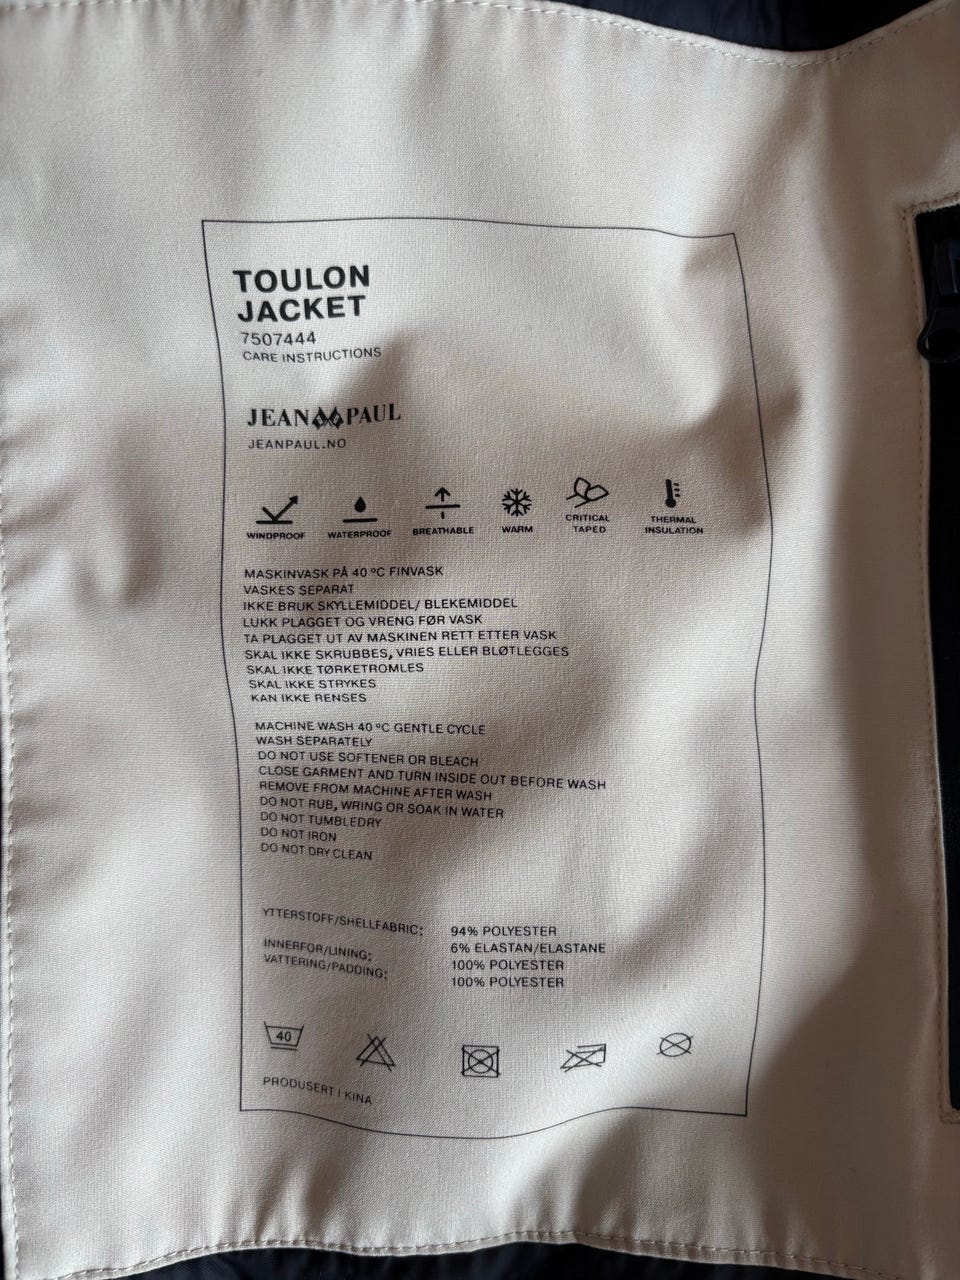 TOULON
JACKET
7507444
CARE INSTRUCTIONS
JEAN PAUL
JEANPAUL.NO
WINDPROOF WATERPROOF BREATHABLE WARM CRITICAL TAPED THERMAL INSULATION
MASKINVASK PÅ 40 ºC FINVASK
VASKES SEPARAT
IKKE BRUK SKYLLEMIDDEL/ BLEKEMIDDEL
LUKK PLAGGET OG VRENG FØR VASK
TA PLAGGET UT AV MASKINEN RETT ETTER VASK
SKAL IKKE SKRUBBES, VRIES ELLER BLØTLEGGES
SKAL IKKE TØRKETROMLES
SKAL IKKE STRYKES
KAN IKKE RENSES
MACHINE WASH 40 ºC GENTLE CYCLE
WASH SEPARATELY
DO NOT USE SOFTENER OR BLEACH
CLOSE GARMENT AND TURN INSIDE OUT BEFORE WASH
REMOVE FROM MACHINE AFTER WASH
DO NOT RUB, WRING OR SOAK IN WATER
DO NOT TUMBLEDRY
DO NOT IRON
DO NOT DRY CLEAN
YTTERSTOFF/SHELLFABRIC: 94% POLYESTER
6% ELASTAN/ELASTANE
INNERFOR/LINING: 100% POLYESTER
VATTERING/PADDING: 100% POLYESTER
40
PRODUSERT I KINA